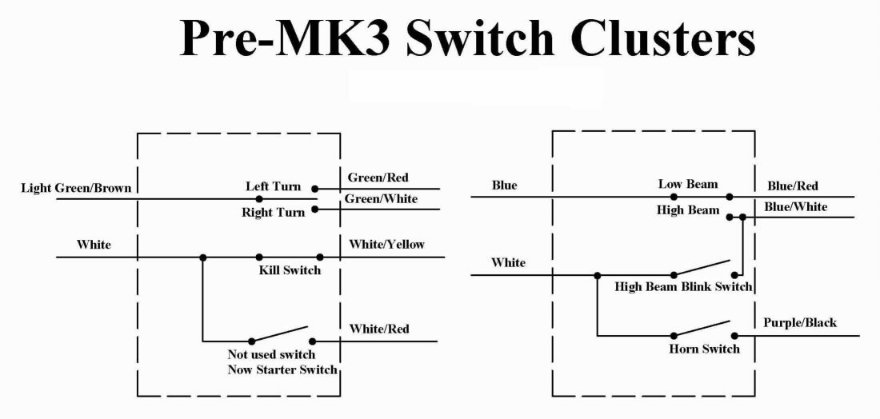 Pre-MK3 Switch Clusters
Light Green/Brown
Left Turn
Green/Red
Green/White
Right Turn
White
White/Yellow
Kill Switch
White/Red
Not used switch
Now Starter Switch
Blue
Low Beam
Blue/Red
High Beam
Blue/White
White
High Beam Blink Switch
Purple/Black
Horn Switch